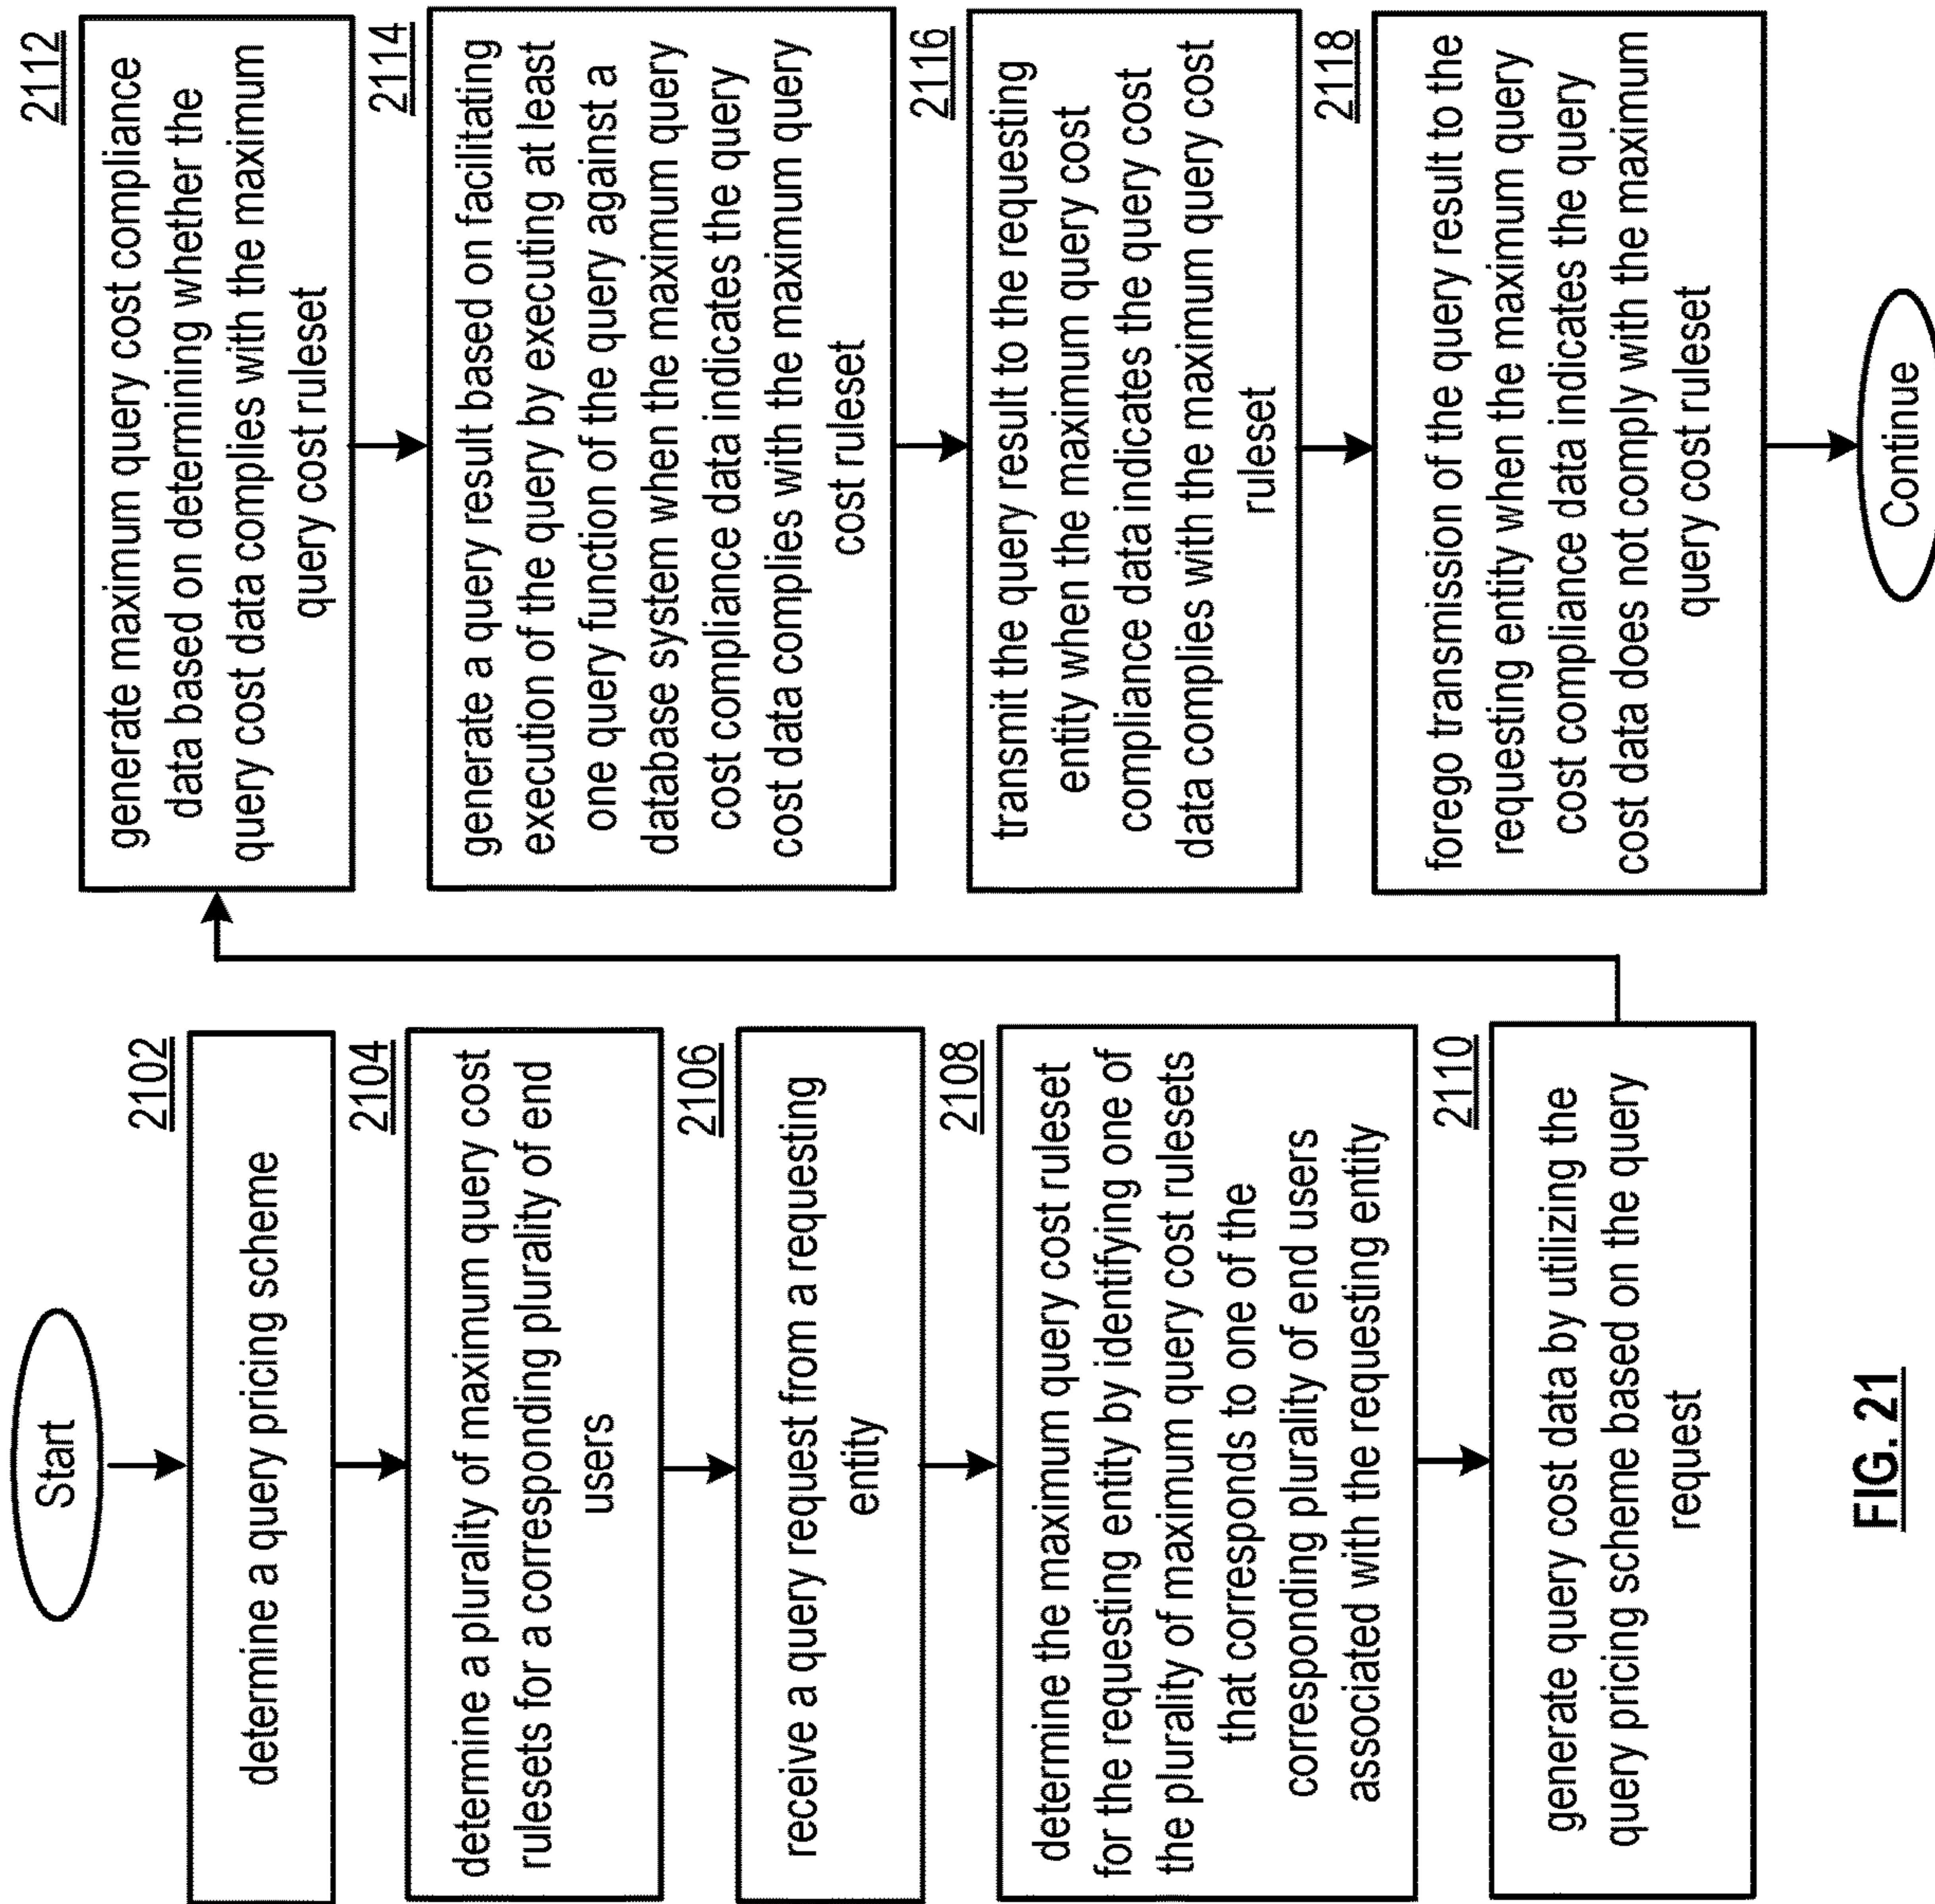 Start
2102
determine a query pricing scheme
2104
determine a plurality of maximum query cost
rulesets for a corresponding plurality of end
users
2106
receive a query request from a requesting
entity
2108
determine the maximum query cost ruleset
for the requesting entity by identifying one of
the plurality of maximum query cost rulesets
that corresponds to one of the
corresponding plurality of end users
associated with the requesting entity
2110
generate query cost data by utilizing the
query pricing scheme based on the query
request
2112
generate maximum query cost compliance
data based on determining whether the
query cost data complies with the maximum
query cost ruleset
2114
generate a query result based on facilitating
execution of the query by executing at least
one query function of the query against a
database system when the maximum query
cost compliance data indicates the query
cost data complies with the maximum query
cost ruleset
2116
transmit the query result to the requesting
entity when the maximum query cost
compliance data indicates the query cost
data complies with the maximum query cost
ruleset
2118
forego transmission of the query result to the
requesting entity when the maximum query
cost compliance data indicates the query
cost data does not comply with the maximum
query cost ruleset
Continue
FIG. 21